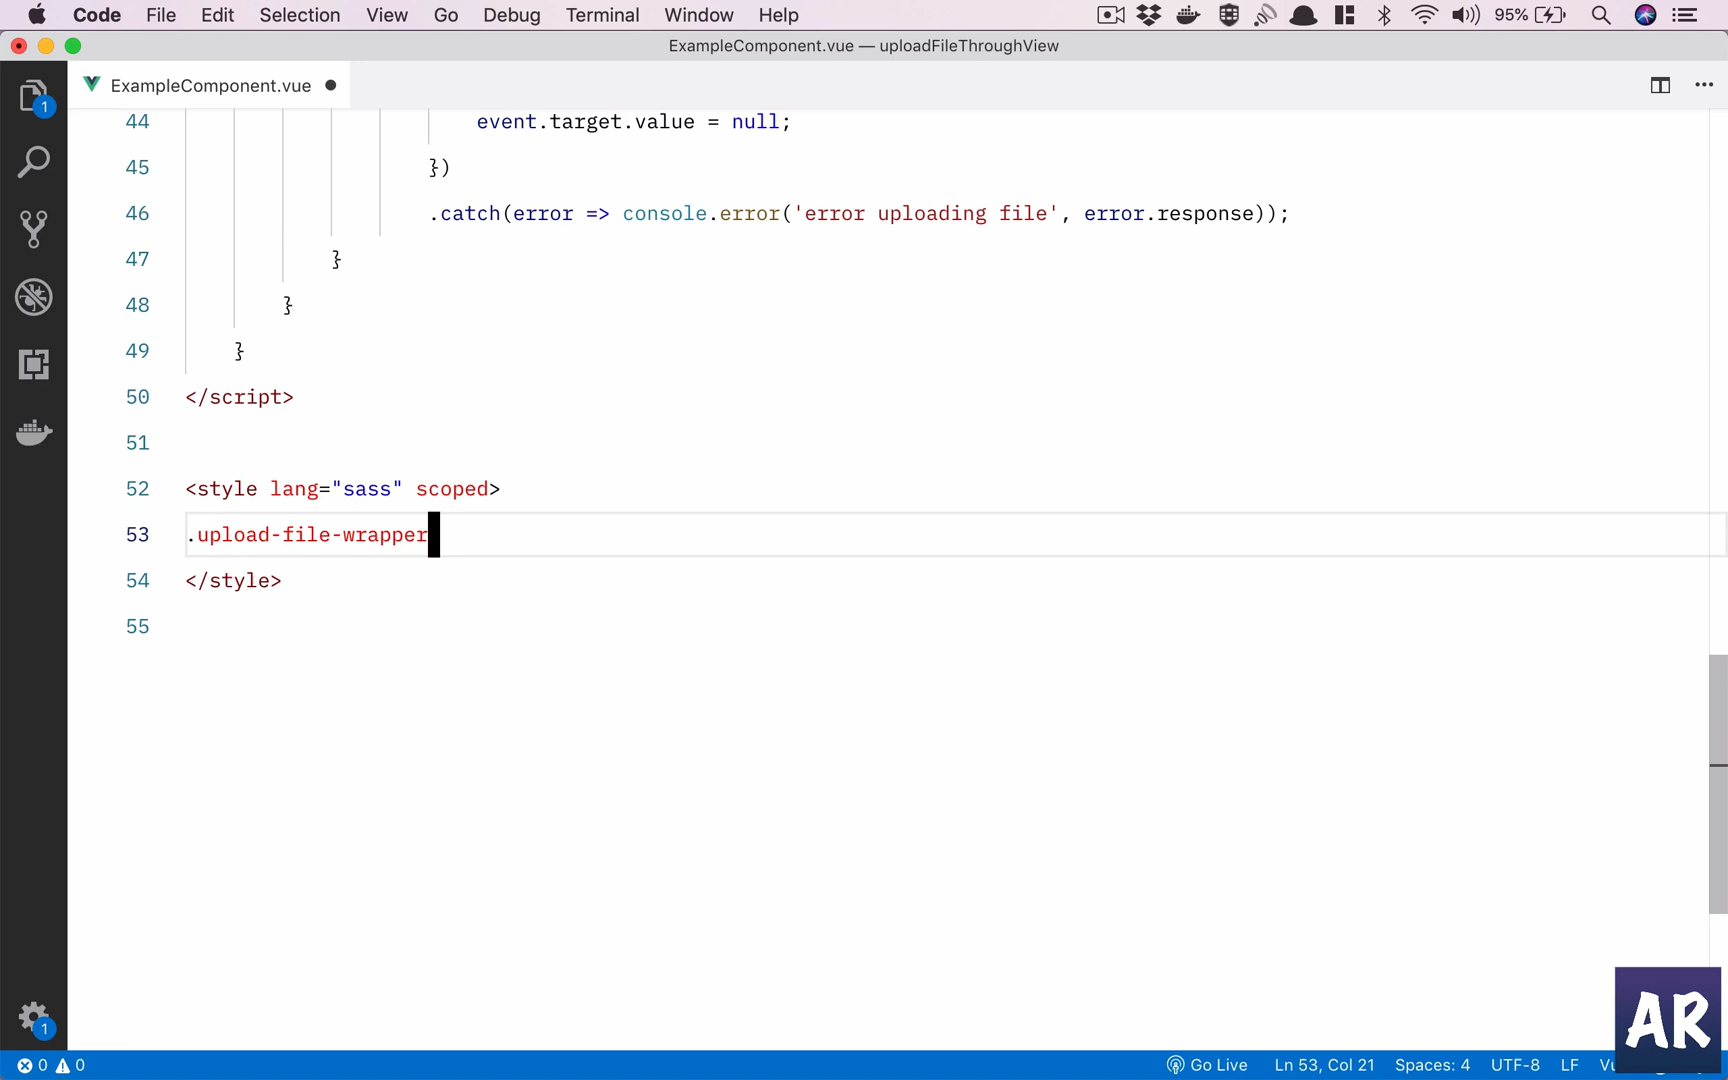 Code File Edit Selection View Go Debug Terminal Window Help 95%
ExampleComponent.vue — uploadFileThroughView
ExampleComponent.vue
1
44 event.target.value = null;
45 })
46 .catch(error => console.error('error uploading file', error.response));
47 }
48 }
49 }
50 </script>
51
52 <style lang="sass" scoped>
53 .upload-file-wrapper
54 </style>
55
1
AR
0 0 Go Live Ln 53, Col 21 Spaces: 4 UTF-8 LF